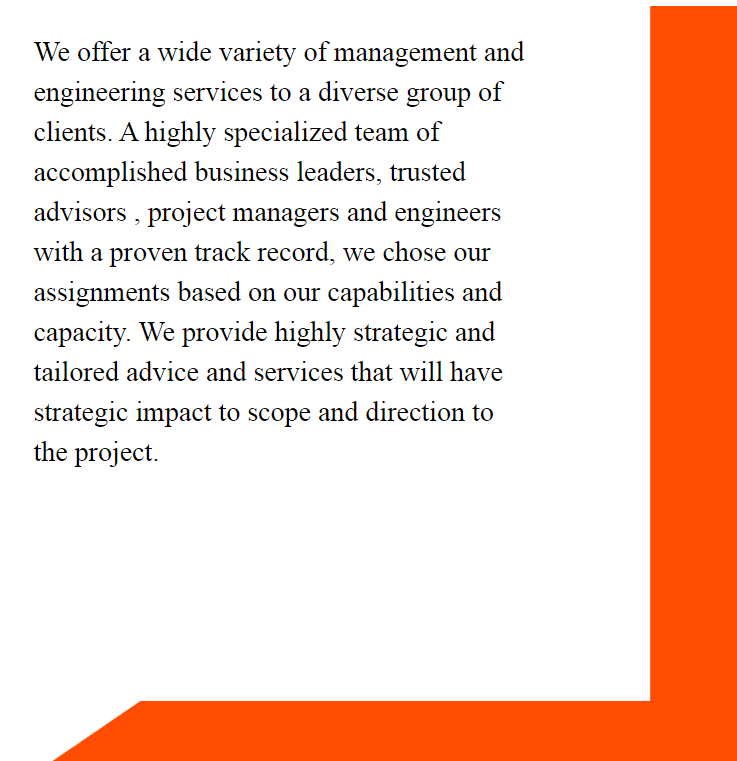 We offer a wide variety of management and
engineering services to a diverse group of
clients. A highly specialized team of
accomplished business leaders, trusted
advisors , project managers and engineers
with a proven track record, we chose our
assignments based on our capabilities and
capacity. We provide highly strategic and
tailored advice and services that will have
strategic impact to scope and direction to
the project.